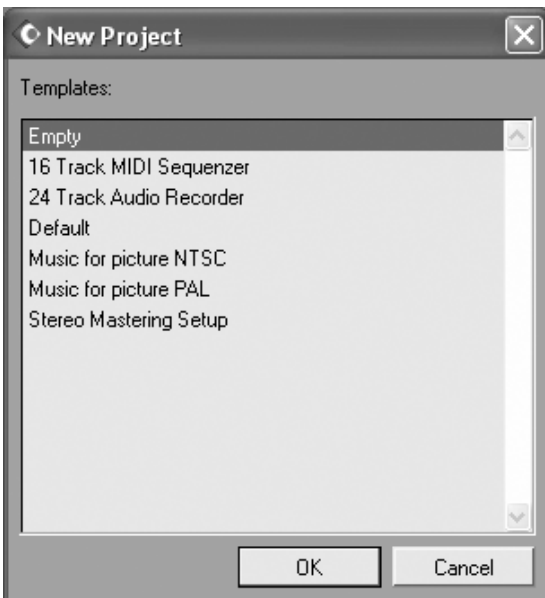 New Project
Templates:
Empty
16 Track MIDI Sequenzer
24 Track Audio Recorder
Default
Music for picture NTSC
Music for picture PAL
Stereo Mastering Setup
OK
Cancel